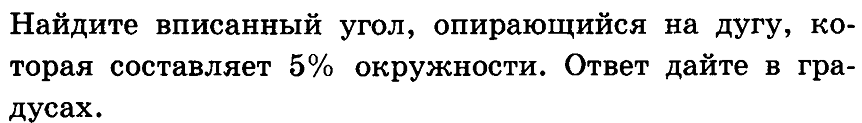 Найдите вписанный угол, опирающийся на дугу, ко-
торая составляет 5% окружности. Ответ дайте в гра-
дусах.